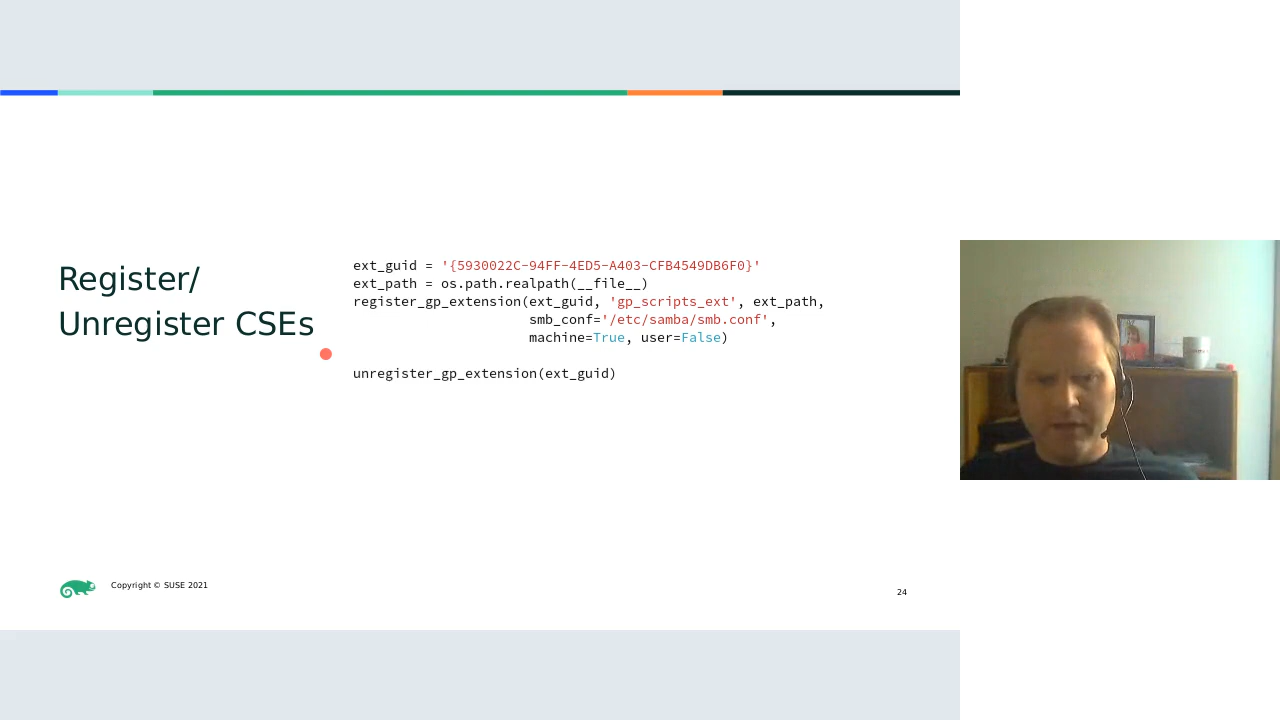 Register/
Unregister CSEs
ext_guid = '{5930022C-94FF-4ED5-A403-CFB4549DB6F0}'
ext_path = os.path.realpath(__file__)
register_gp_extension(ext_guid, 'gp_scripts_ext', ext_path,
smb_conf='/etc/samba/smb.conf',
machine=True, user=False)
unregister_gp_extension(ext_guid)
Copyright © SUSE 2021
24